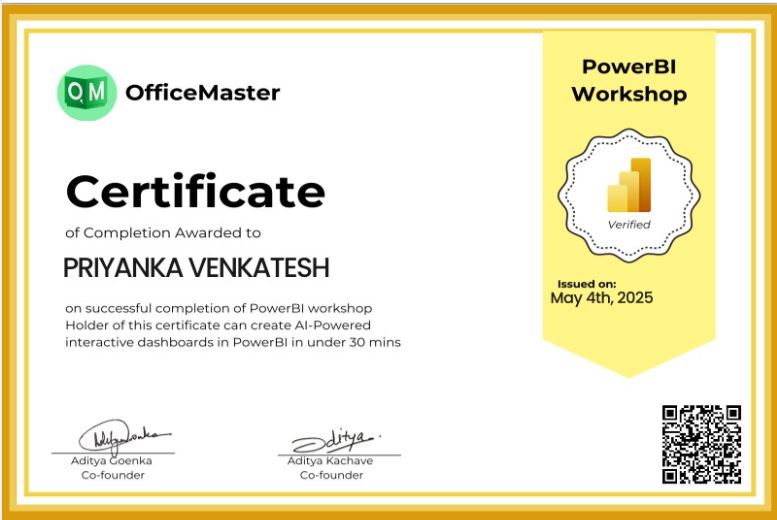 OM OfficeMaster
PowerBI
Workshop
Verified
Issued on:
May 4th, 2025
Certificate
of Completion Awarded to
PRIYANKA VENKATESH
on successful completion of PowerBI workshop
Holder of this certificate can create AI-Powered
interactive dashboards in PowerBI in under 30 mins
Aditya Goenka
Co-founder
Aditya Kachave
Co-founder